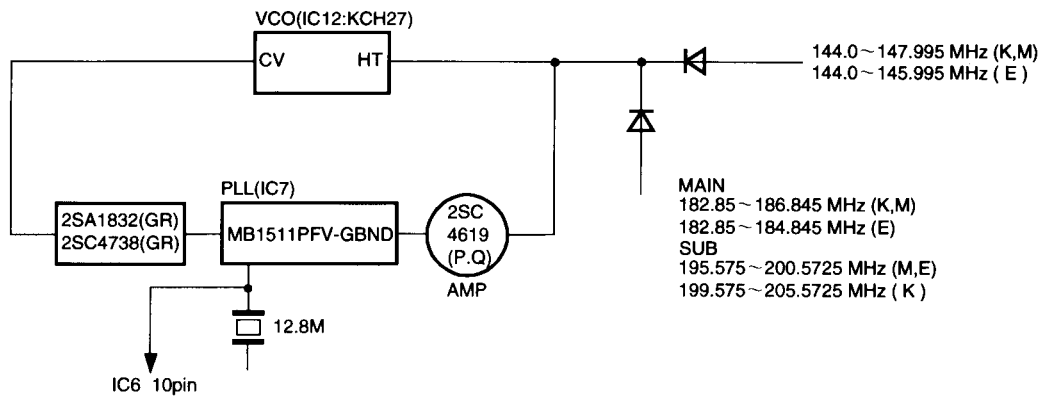 VCO(IC12:KCH27)
CV HT
144.0~147.995 MHz (K,M)
144.0~145.995 MHz ( E )
PLL(IC7)
2SA1832(GR)
2SC4738(GR)
MB1511PFV-GBND
2SC
4619
(P.Q)
AMP
MAIN
182.85~186.845 MHz (K,M)
182.85~184.845 MHz (E)
SUB
195.575~200.5725 MHz (M,E)
199.575~205.5725 MHz ( K )
12.8M
IC6 10pin